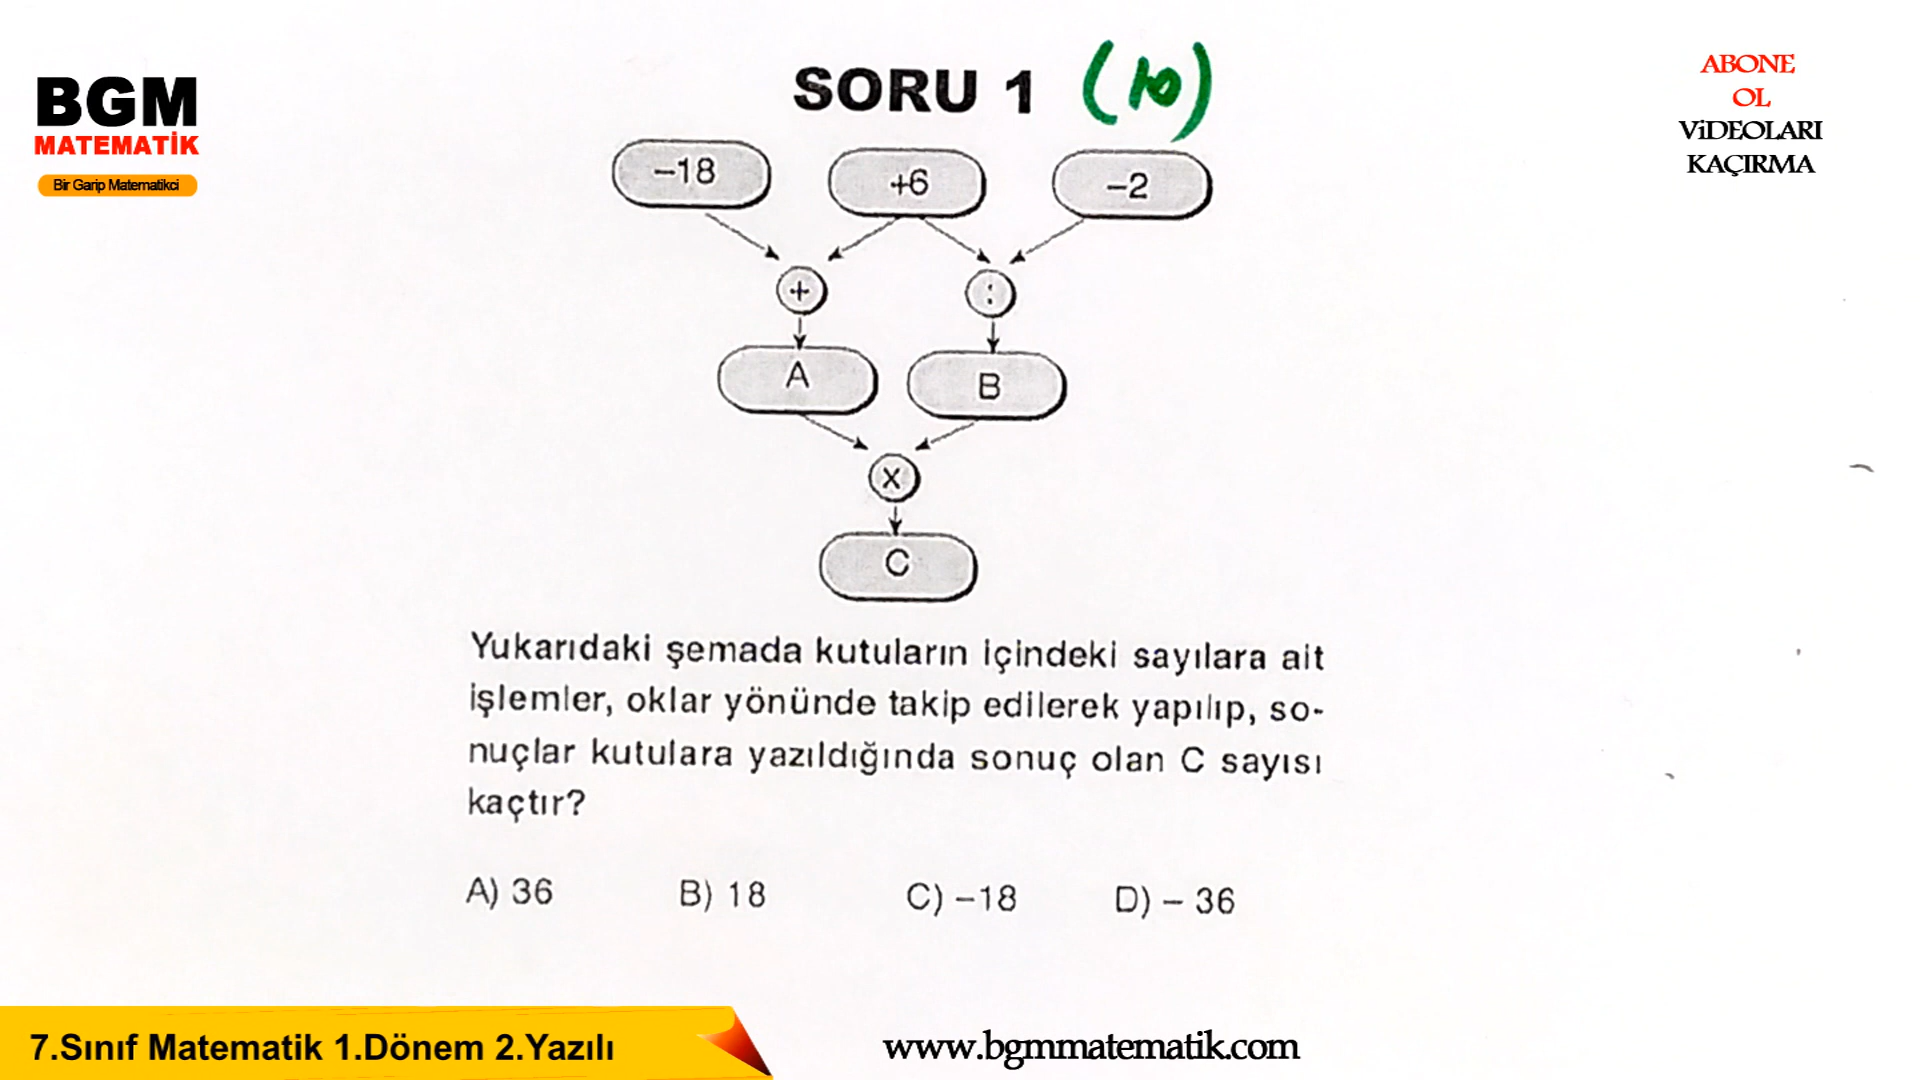 BGM
MATEMATİK
Bir Garip Matematikci
SORU 1 (10)
ABONE
OL
ViDEOLARI
KAÇIRMA
-18 +6 -2
+ :
A B
x
C
Yukarıdaki şemada kutuların içindeki sayılara ait
işlemler, oklar yönünde takip edilerek yapılıp, so-
nuçlar kutulara yazıldığında sonuç olan C sayısı
kaçtır?
A) 36 B) 18 C) -18 D) - 36
7.Sınıf Matematik 1.Dönem 2.Yazılı
www.bgmmatematik.com